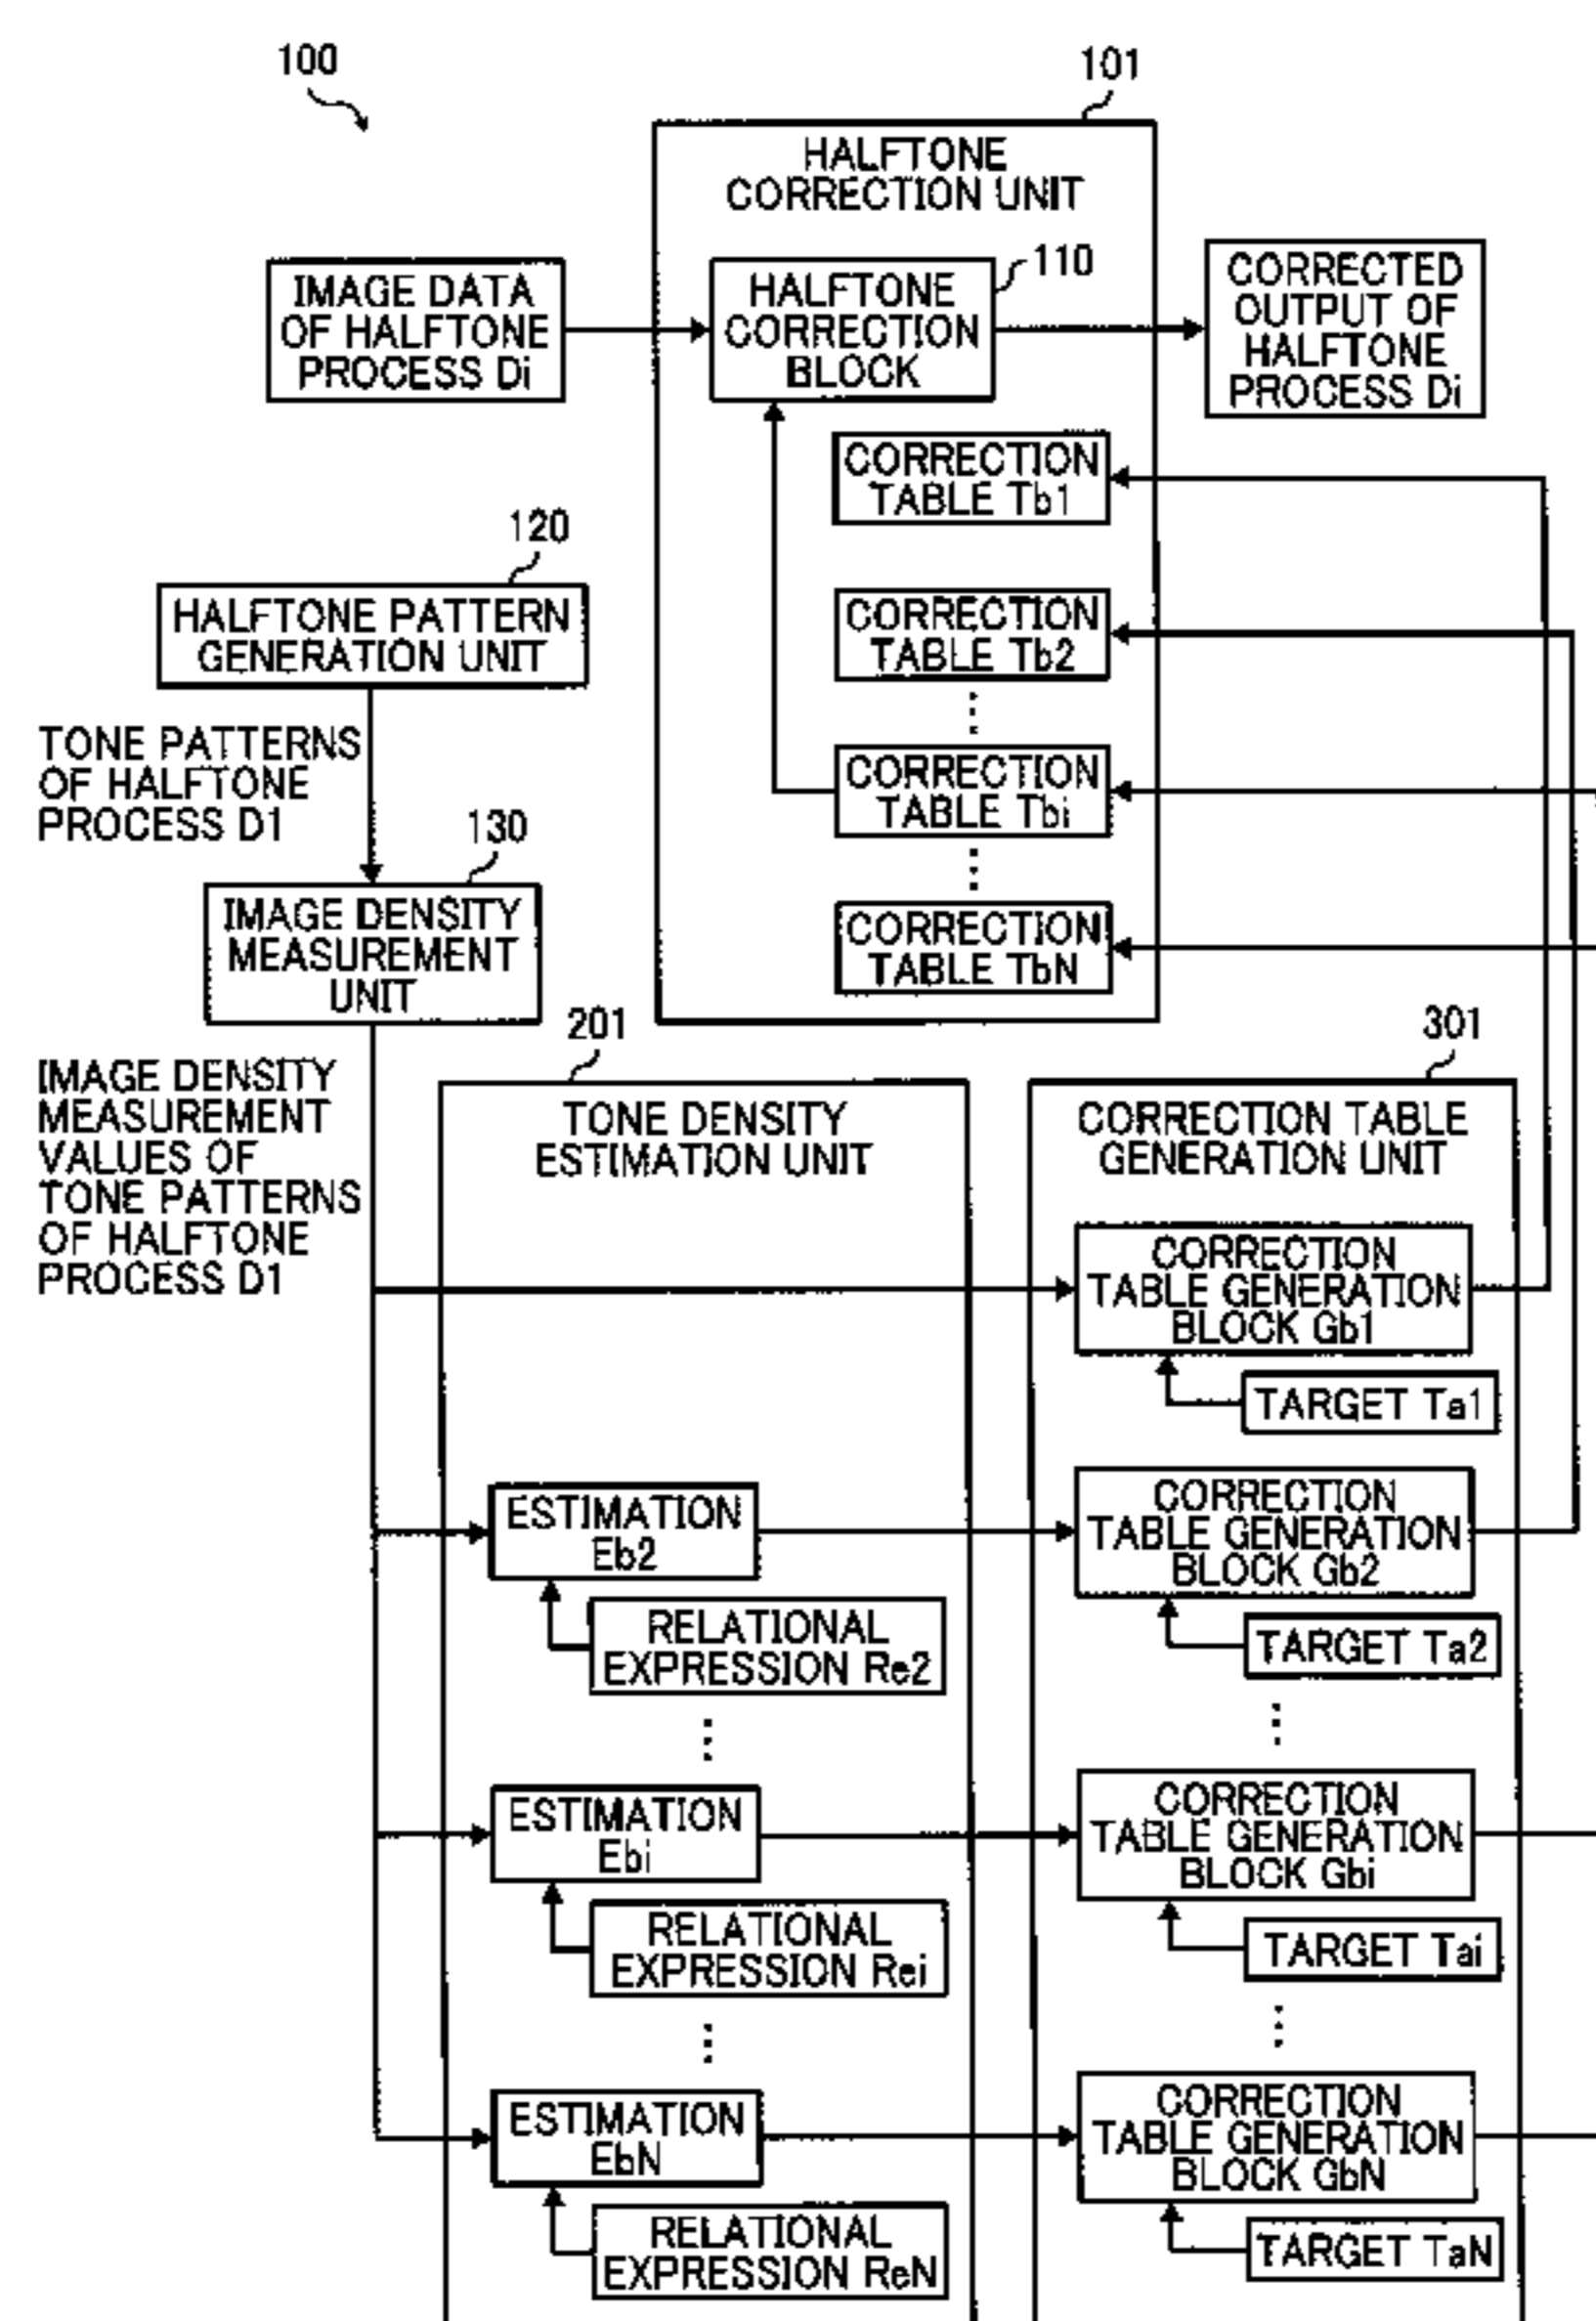 100
101
HALFTONE
CORRECTION UNIT
IMAGE DATA
OF HALFTONE
PROCESS Di
HALFTONE
CORRECTION
BLOCK
110
CORRECTED
OUTPUT OF
HALFTONE
PROCESS Di
CORRECTION
TABLE Tb1
120
HALFTONE PATTERN
GENERATION UNIT
CORRECTION
TABLE Tb2
TONE PATTERNS
OF HALFTONE
PROCESS D1
CORRECTION
TABLE Tbi
130
IMAGE DENSITY
MEASUREMENT
UNIT
CORRECTION
TABLE TbN
201
301
IMAGE DENSITY
MEASUREMENT
VALUES OF
TONE PATTERNS
OF HALFTONE
PROCESS D1
TONE DENSITY
ESTIMATION UNIT
CORRECTION TABLE
GENERATION UNIT
CORRECTION
TABLE GENERATION
BLOCK Gb1
TARGET Ta1
ESTIMATION
Eb2
CORRECTION
TABLE GENERATION
BLOCK Gb2
RELATIONAL
EXPRESSION Re2
TARGET Ta2
ESTIMATION
Ebi
CORRECTION
TABLE GENERATION
BLOCK Gbi
RELATIONAL
EXPRESSION Rei
TARGET Tai
ESTIMATION
EbN
CORRECTION
TABLE GENERATION
BLOCK GbN
RELATIONAL
EXPRESSION ReN
TARGET TaN